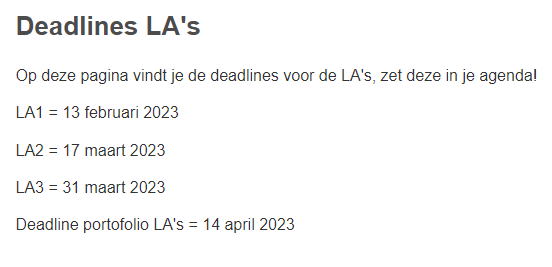 Deadlines LA's
Op deze pagina vindt je de deadlines voor de LA's, zet deze in je agenda!
LA1 = 13 februari 2023
LA2 = 17 maart 2023
LA3 = 31 maart 2023
Deadline portofolio LA's = 14 april 2023